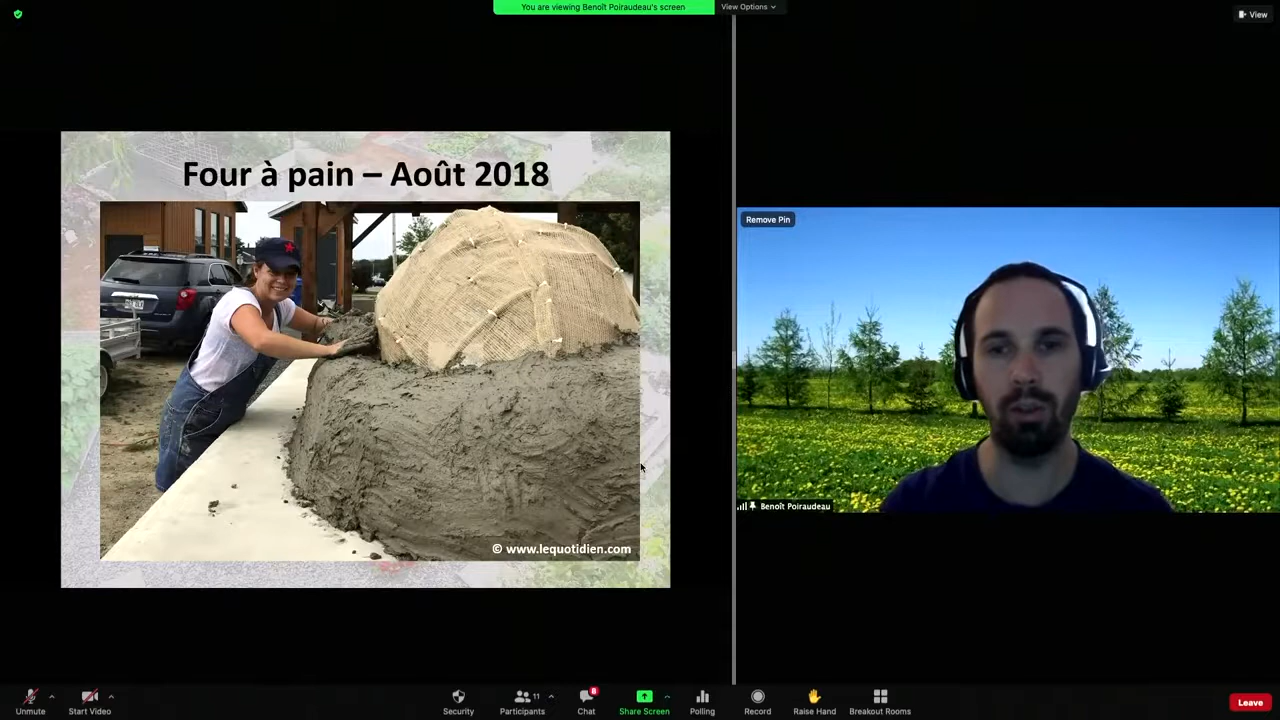 You are viewing Benoît Poiraudeau's screen
View Options
View
Four à pain – Août 2018
© www.lequotidien.com
Remove Pin
Benoît Poiraudeau
Unmute
Start Video
Security
Participants
11
Chat
8
Share Screen
Polling
Record
Raise Hand
Breakout Rooms
Leave